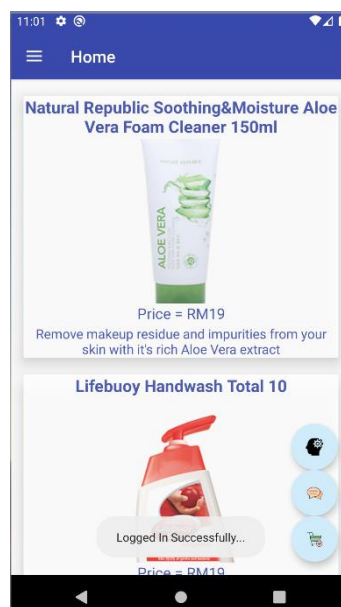 11:01
Home
Natural Republic Soothing&Moisture Aloe
Vera Foam Cleaner 150ml
ALOE VERA
Price = RM19
Remove makeup residue and impurities from your
skin with it's rich Aloe Vera extract
Lifebuoy Handwash Total 10
Logged In Successfully...
Price = RM19